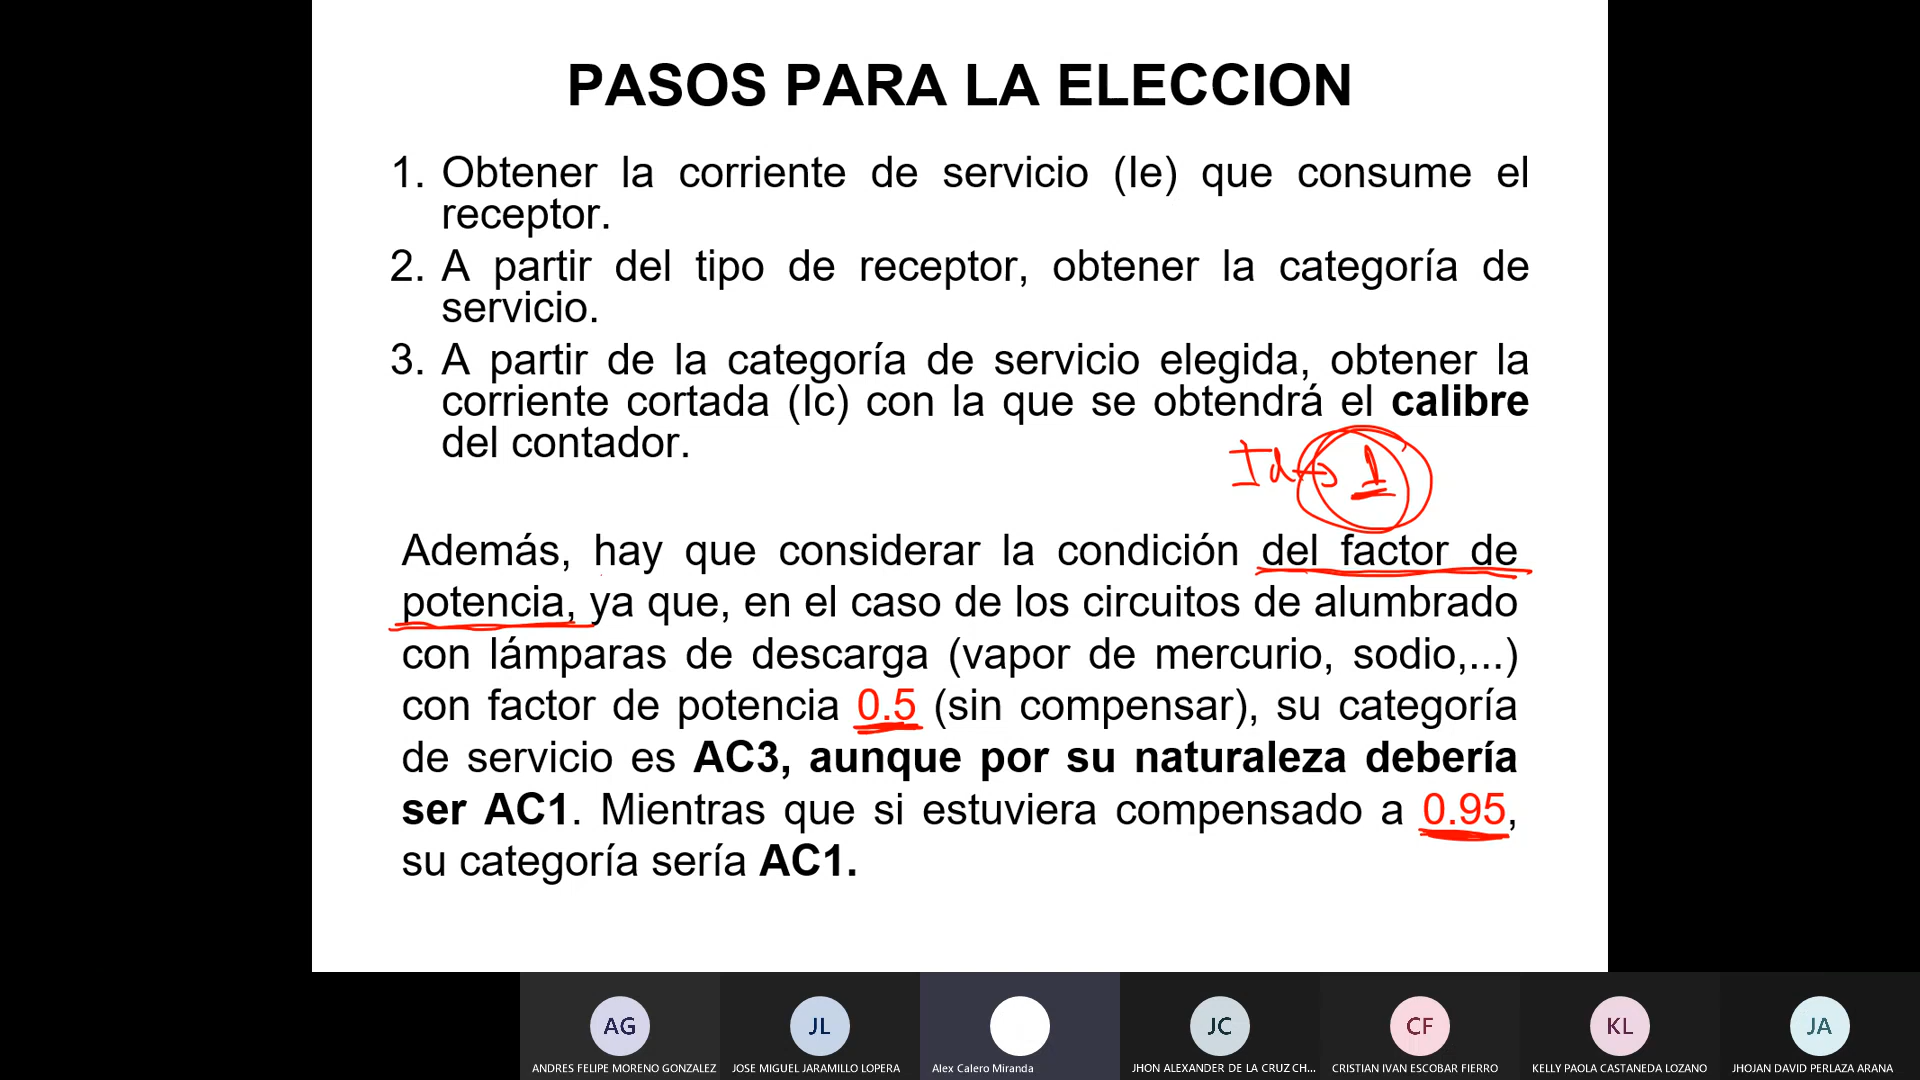 PASOS PARA LA ELECCION
1. Obtener la corriente de servicio (Ie) que consume el
receptor.
2. A partir del tipo de receptor, obtener la categoría de
servicio.
3. A partir de la categoría de servicio elegida, obtener la
corriente cortada (Ic) con la que se obtendrá el calibre
del contador.
Además, hay que considerar la condición del factor de
potencia, ya que, en el caso de los circuitos de alumbrado
con lámparas de descarga (vapor de mercurio, sodio,...)
con factor de potencia 0.5 (sin compensar), su categoría
de servicio es AC3, aunque por su naturaleza debería
ser AC1. Mientras que si estuviera compensado a 0.95,
su categoría sería AC1.
AG JL JC CF KL JA
ANDRES FELIPE MORENO GONZALEZ JOSE MIGUEL JARAMILLO LOPERA Alex Calero Miranda JHON ALEXANDER DE LA CRUZ CH... CRISTIAN IVAN ESCOBAR FIERRO KELLY PAOLA CASTANEDA LOZANO JHOJAN DAVID PERLAZA ARANA